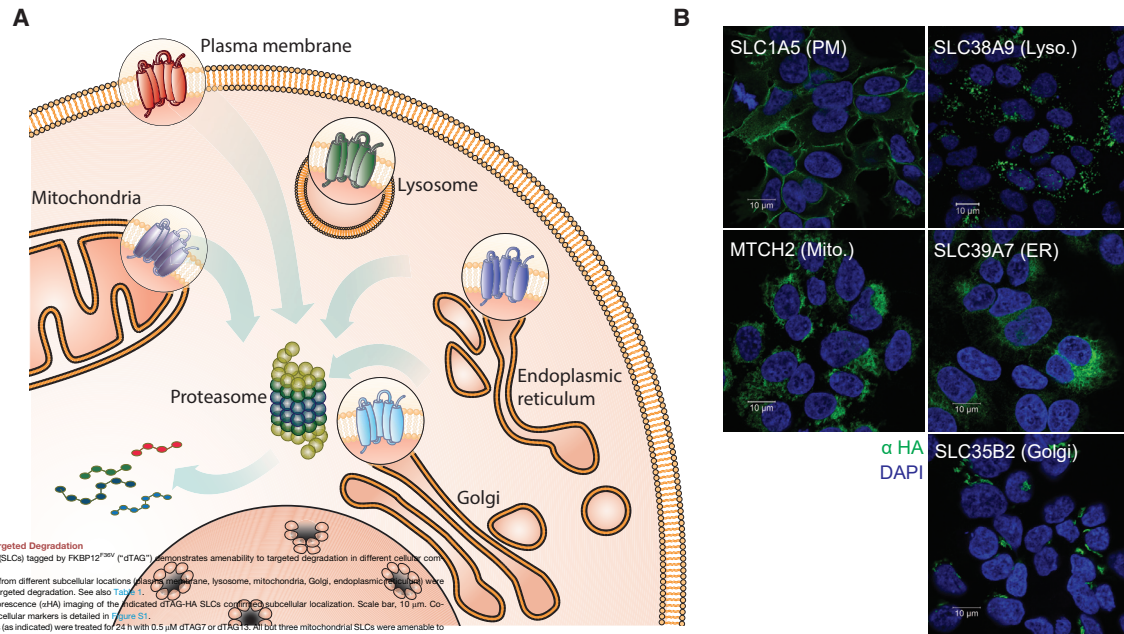 A
Plasma membrane
Lysosome
Mitochondria
Endoplasmic
reticulum
Proteasome
Golgi
rgeted Degradation
(SLCs) tagged by FKBP12F36V (“dTAG”) demonstrates amenability to targeted degradation in different cellular com-
from different subcellular locations (plasma membrane, lysosome, mitochondria, Golgi, endoplasmic reticulum) were
targeted degradation. See also Table 1.
orescence (αHA) imaging of the indicated dTAG-HA SLCs confirmed subcellular localization. Scale bar, 10 μm. Co-
cellular markers is detailed in Figure S1.
s (as indicated) were treated for 24 h with 0.5 μM dTAG7 or dTAG13. All but three mitochondrial SLCs were amenable to
B
SLC1A5 (PM)
10 μm
SLC38A9 (Lyso.)
10 μm
MTCH2 (Mito.)
10 μm
SLC39A7 (ER)
10 μm
α HA
DAPI
SLC35B2 (Golgi)
10 μm